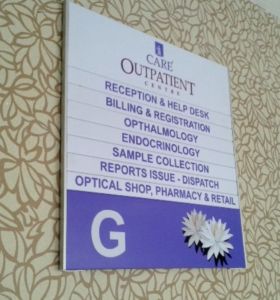 CARE
OUTPATIENT
CENTRE
RECEPTION & HELP DESK
BILLING & REGISTRATION
OPTHALMOLOGY
ENDOCRINOLOGY
SAMPLE COLLECTION
REPORTS ISSUE - DISPATCH
OPTICAL SHOP, PHARMACY & RETAIL
G